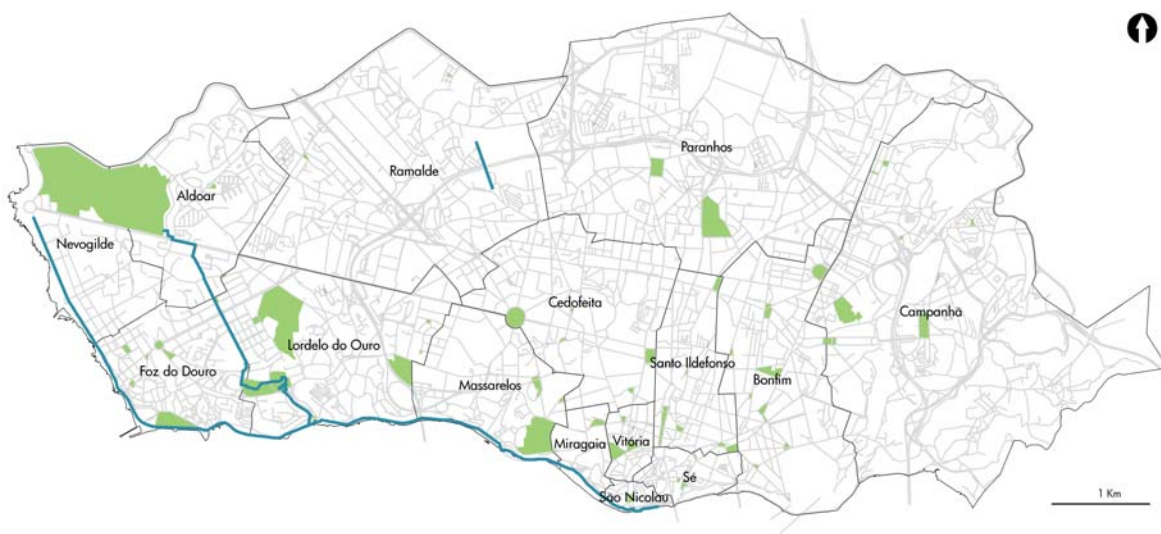 Paranhos
Ramalde
Aldoar
Nevogilde
Cedofeita
Campanhã
Lordelo do Ouro
Santo Ildefonso
Foz do Douro
Massarelos
Bonfim
Miragaia
Vitória
Sé
São Nicolau
1 Km